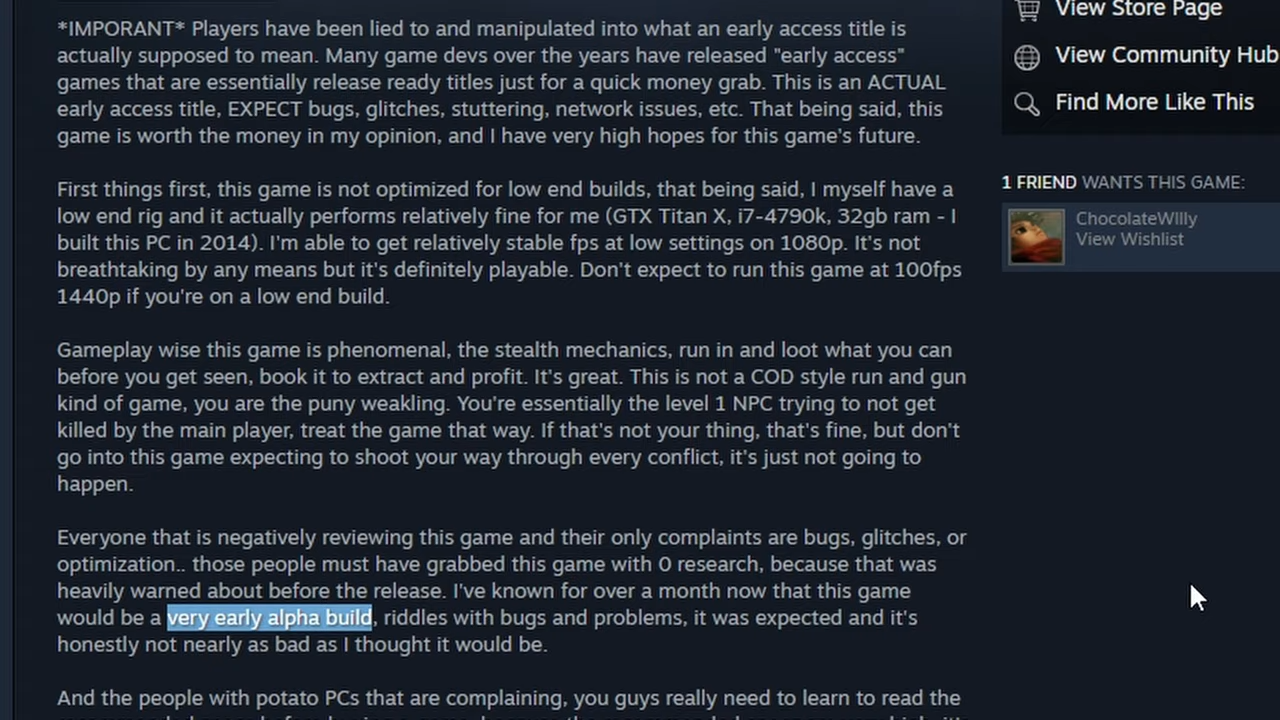 *IMPORANT* Players have been lied to and manipulated into what an early access title is
actually supposed to mean. Many game devs over the years have released "early access"
games that are essentially release ready titles just for a quick money grab. This is an ACTUAL
early access title, EXPECT bugs, glitches, stuttering, network issues, etc. That being said, this
game is worth the money in my opinion, and I have very high hopes for this game's future.
First things first, this game is not optimized for low end builds, that being said, I myself have a
low end rig and it actually performs relatively fine for me (GTX Titan X, i7-4790k, 32gb ram - I
built this PC in 2014). I'm able to get relatively stable fps at low settings on 1080p. It's not
breathtaking by any means but it's definitely playable. Don't expect to run this game at 100fps
1440p if you're on a low end build.
Gameplay wise this game is phenomenal, the stealth mechanics, run in and loot what you can
before you get seen, book it to extract and profit. It's great. This is not a COD style run and gun
kind of game, you are the puny weakling. You're essentially the level 1 NPC trying to not get
killed by the main player, treat the game that way. If that's not your thing, that's fine, but don't
go into this game expecting to shoot your way through every conflict, it's just not going to
happen.
Everyone that is negatively reviewing this game and their only complaints are bugs, glitches, or
optimization.. those people must have grabbed this game with 0 research, because that was
heavily warned about before the release. I've known for over a month now that this game
would be a very early alpha build, riddles with bugs and problems, it was expected and it's
honestly not nearly as bad as I thought it would be.
And the people with potato PCs that are complaining, you guys really need to learn to read the
View Store Page
View Community Hub
Find More Like This
1 FRIEND WANTS THIS GAME:
ChocolateWIlly
View Wishlist